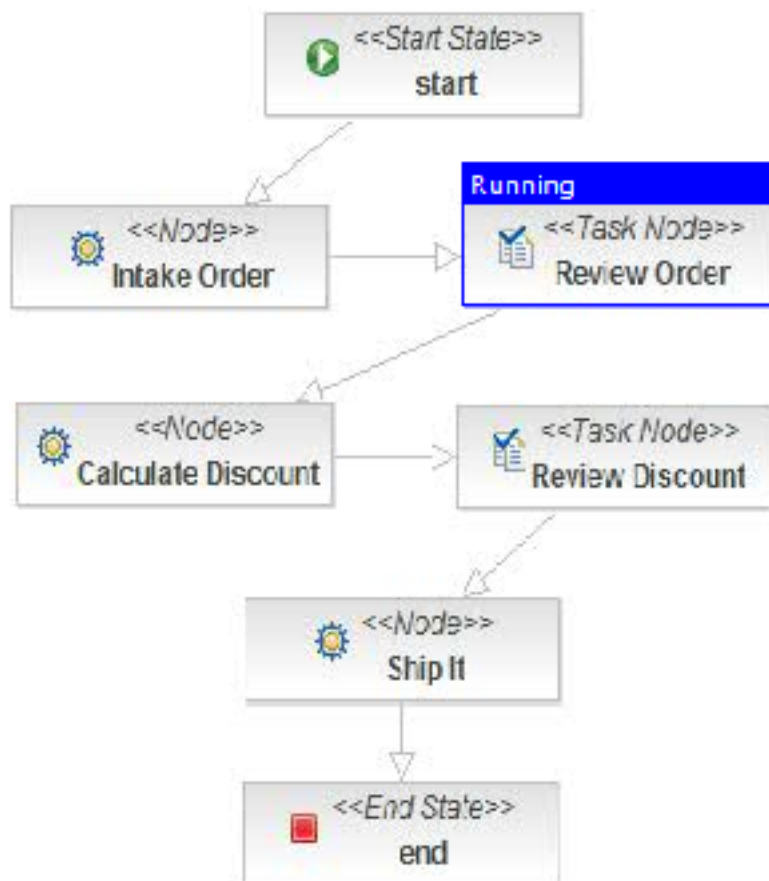 <<Start State>>
start
Running
<<Node>>
Intake Order
<<Task Node>>
Review Order
<<Node>>
Calculate Discount
<<Task Node>>
Review Discount
<<Node>>
Ship It
<<End State>>
end